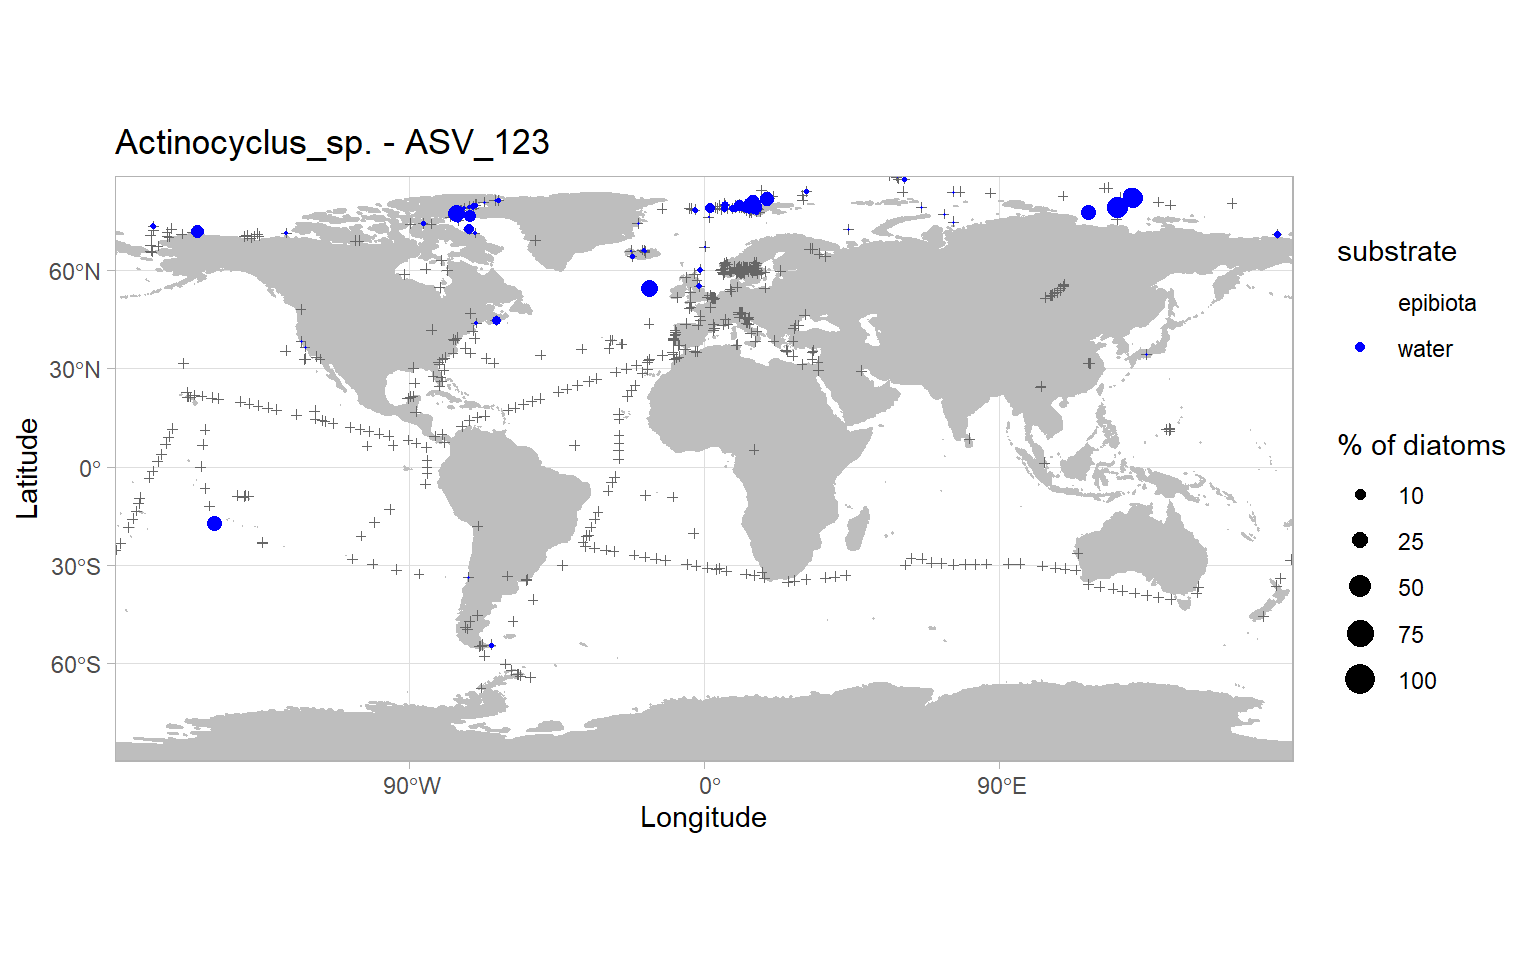 Actinocyclus_sp. - ASV_123
60°N
30°N
0°
30°S
60°S
Latitude
90°W
0°
90°E
Longitude
substrate
epibiota
water
% of diatoms
10
25
50
75
100